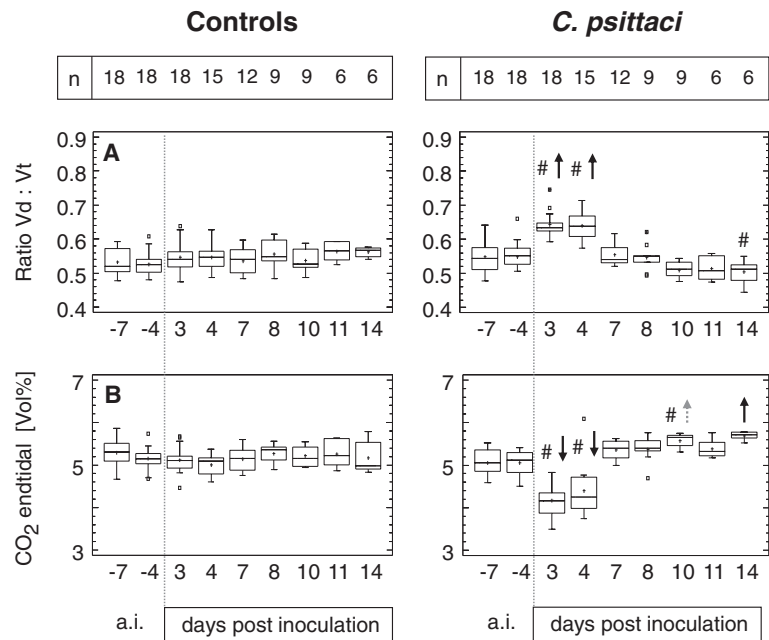 Controls
C. psittaci
n 18 18 18 15 12 9 9 6 6
n 18 18 18 15 12 9 9 6 6
Ratio Vd : Vt
A
0.9
0.8
0.7
0.6
0.5
0.4
-7 -4 3 4 7 8 10 11 14
0.9
0.8
0.7
0.6
0.5
0.4
# #
#
-7 -4 3 4 7 8 10 11 14
CO2 endtidal [Vol%]
B
7
5
3
-7 -4 3 4 7 8 10 11 14
7
5
3
# # #
-7 -4 3 4 7 8 10 11 14
a.i. days post inoculation
a.i. days post inoculation